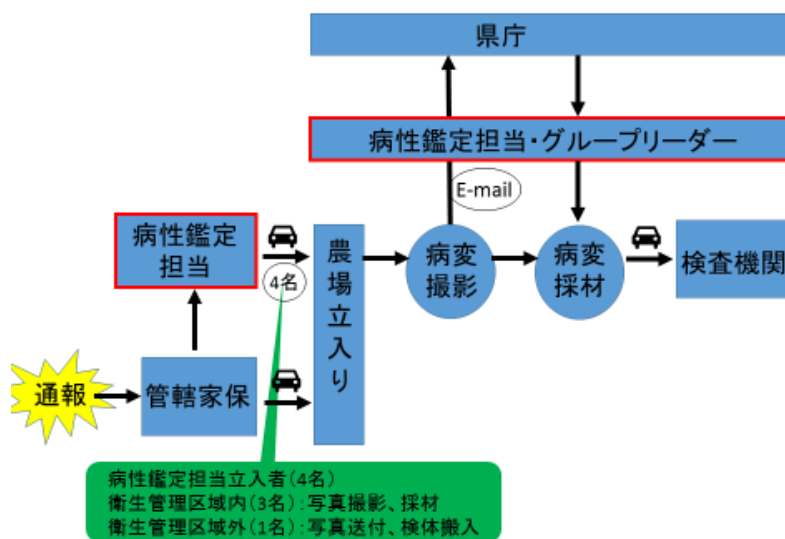 県庁
病性鑑定担当・グループリーダー
E-mail
病性鑑定
担当
4名
農場立入り
病変
撮影
病変
採材
検査機関
通報
管轄家保
病性鑑定担当立入者(4名)
衛生管理区域内(3名):写真撮影、採材
衛生管理区域外(1名):写真送付、検体搬入